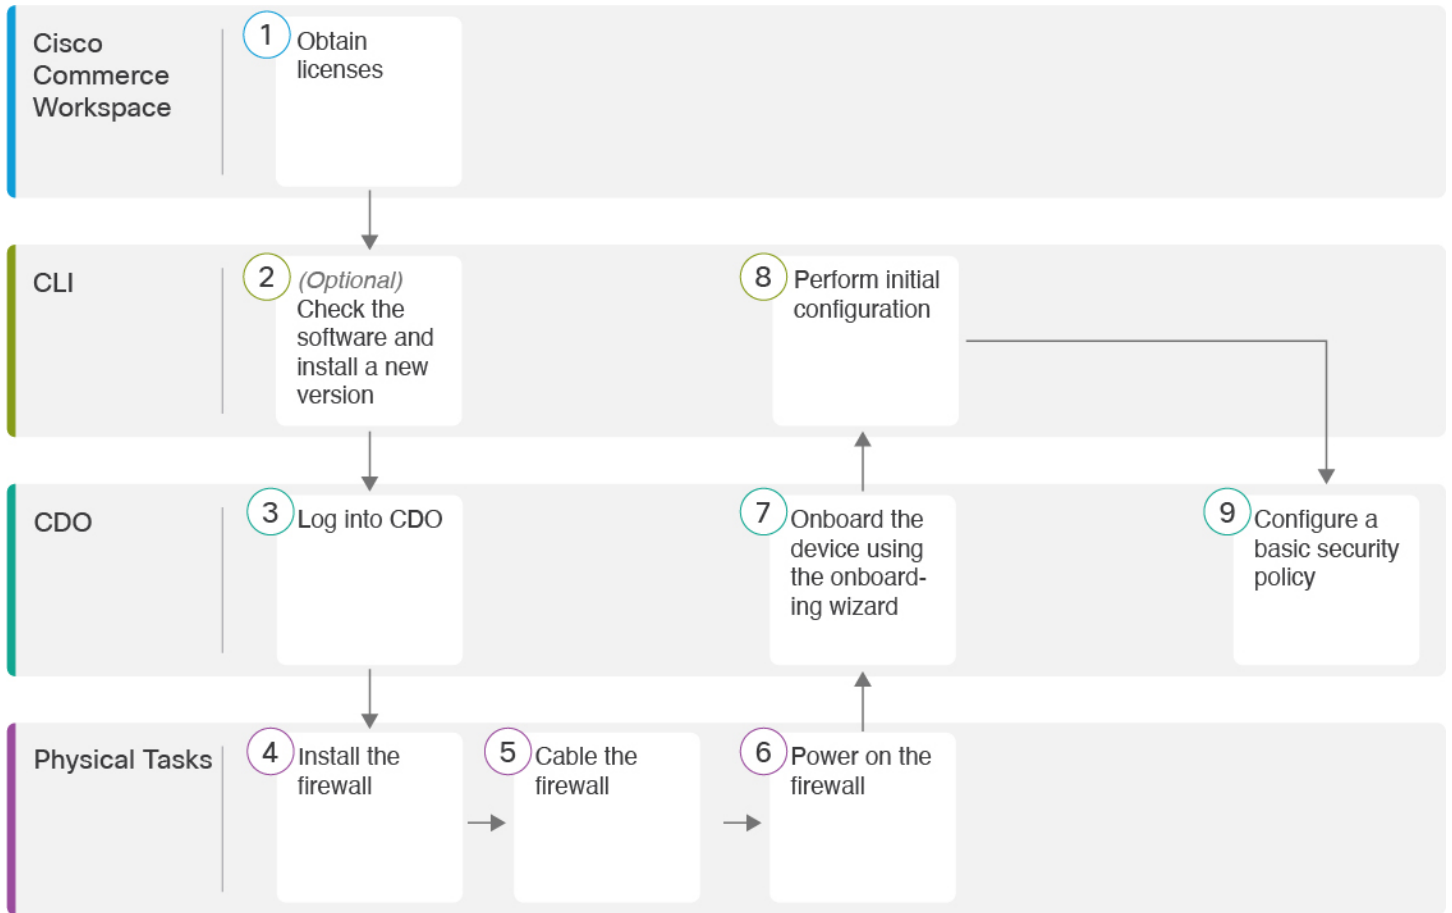 Cisco
Commerce
Workspace
1
Obtain
licenses
CLI
2
(Optional)
Check the
software and
install a new
version
8
Perform initial
configuration
CDO
3
Log into CDO
7
Onboard the
device using
the onboard-
ing wizard
9
Configure a
basic security
policy
Physical Tasks
4
Install the
firewall
5
Cable the
firewall
6
Power on the
firewall